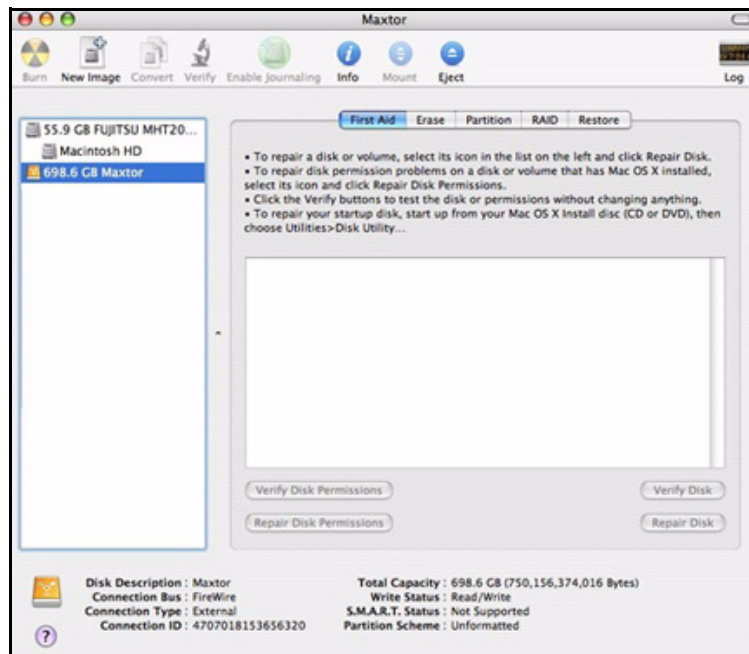 Maxtor
Burn New Image Convert Verify Enable Journaling Info Mount Eject Log
55.9 GB FUJITSU MHT20...
Macintosh HD
698.6 GB Maxtor
First Aid Erase Partition RAID Restore
• To repair a disk or volume, select its icon in the list on the left and click Repair Disk.
• To repair disk permission problems on a disk or volume that has Mac OS X installed,
select its icon and click Repair Disk Permissions.
• Click the Verify buttons to test the disk or permissions without changing anything.
• To repair your startup disk, start up from your Mac OS X Install disc (CD or DVD), then
choose Utilities>Disk Utility...
Verify Disk Permissions Verify Disk
Repair Disk Permissions Repair Disk
Disk Description : Maxtor Total Capacity : 698.6 GB (750,156,374,016 Bytes)
Connection Bus : FireWire Write Status : Read/Write
Connection Type : External S.M.A.R.T. Status : Not Supported
Connection ID : 4707018153656320 Partition Scheme : Unformatted
?